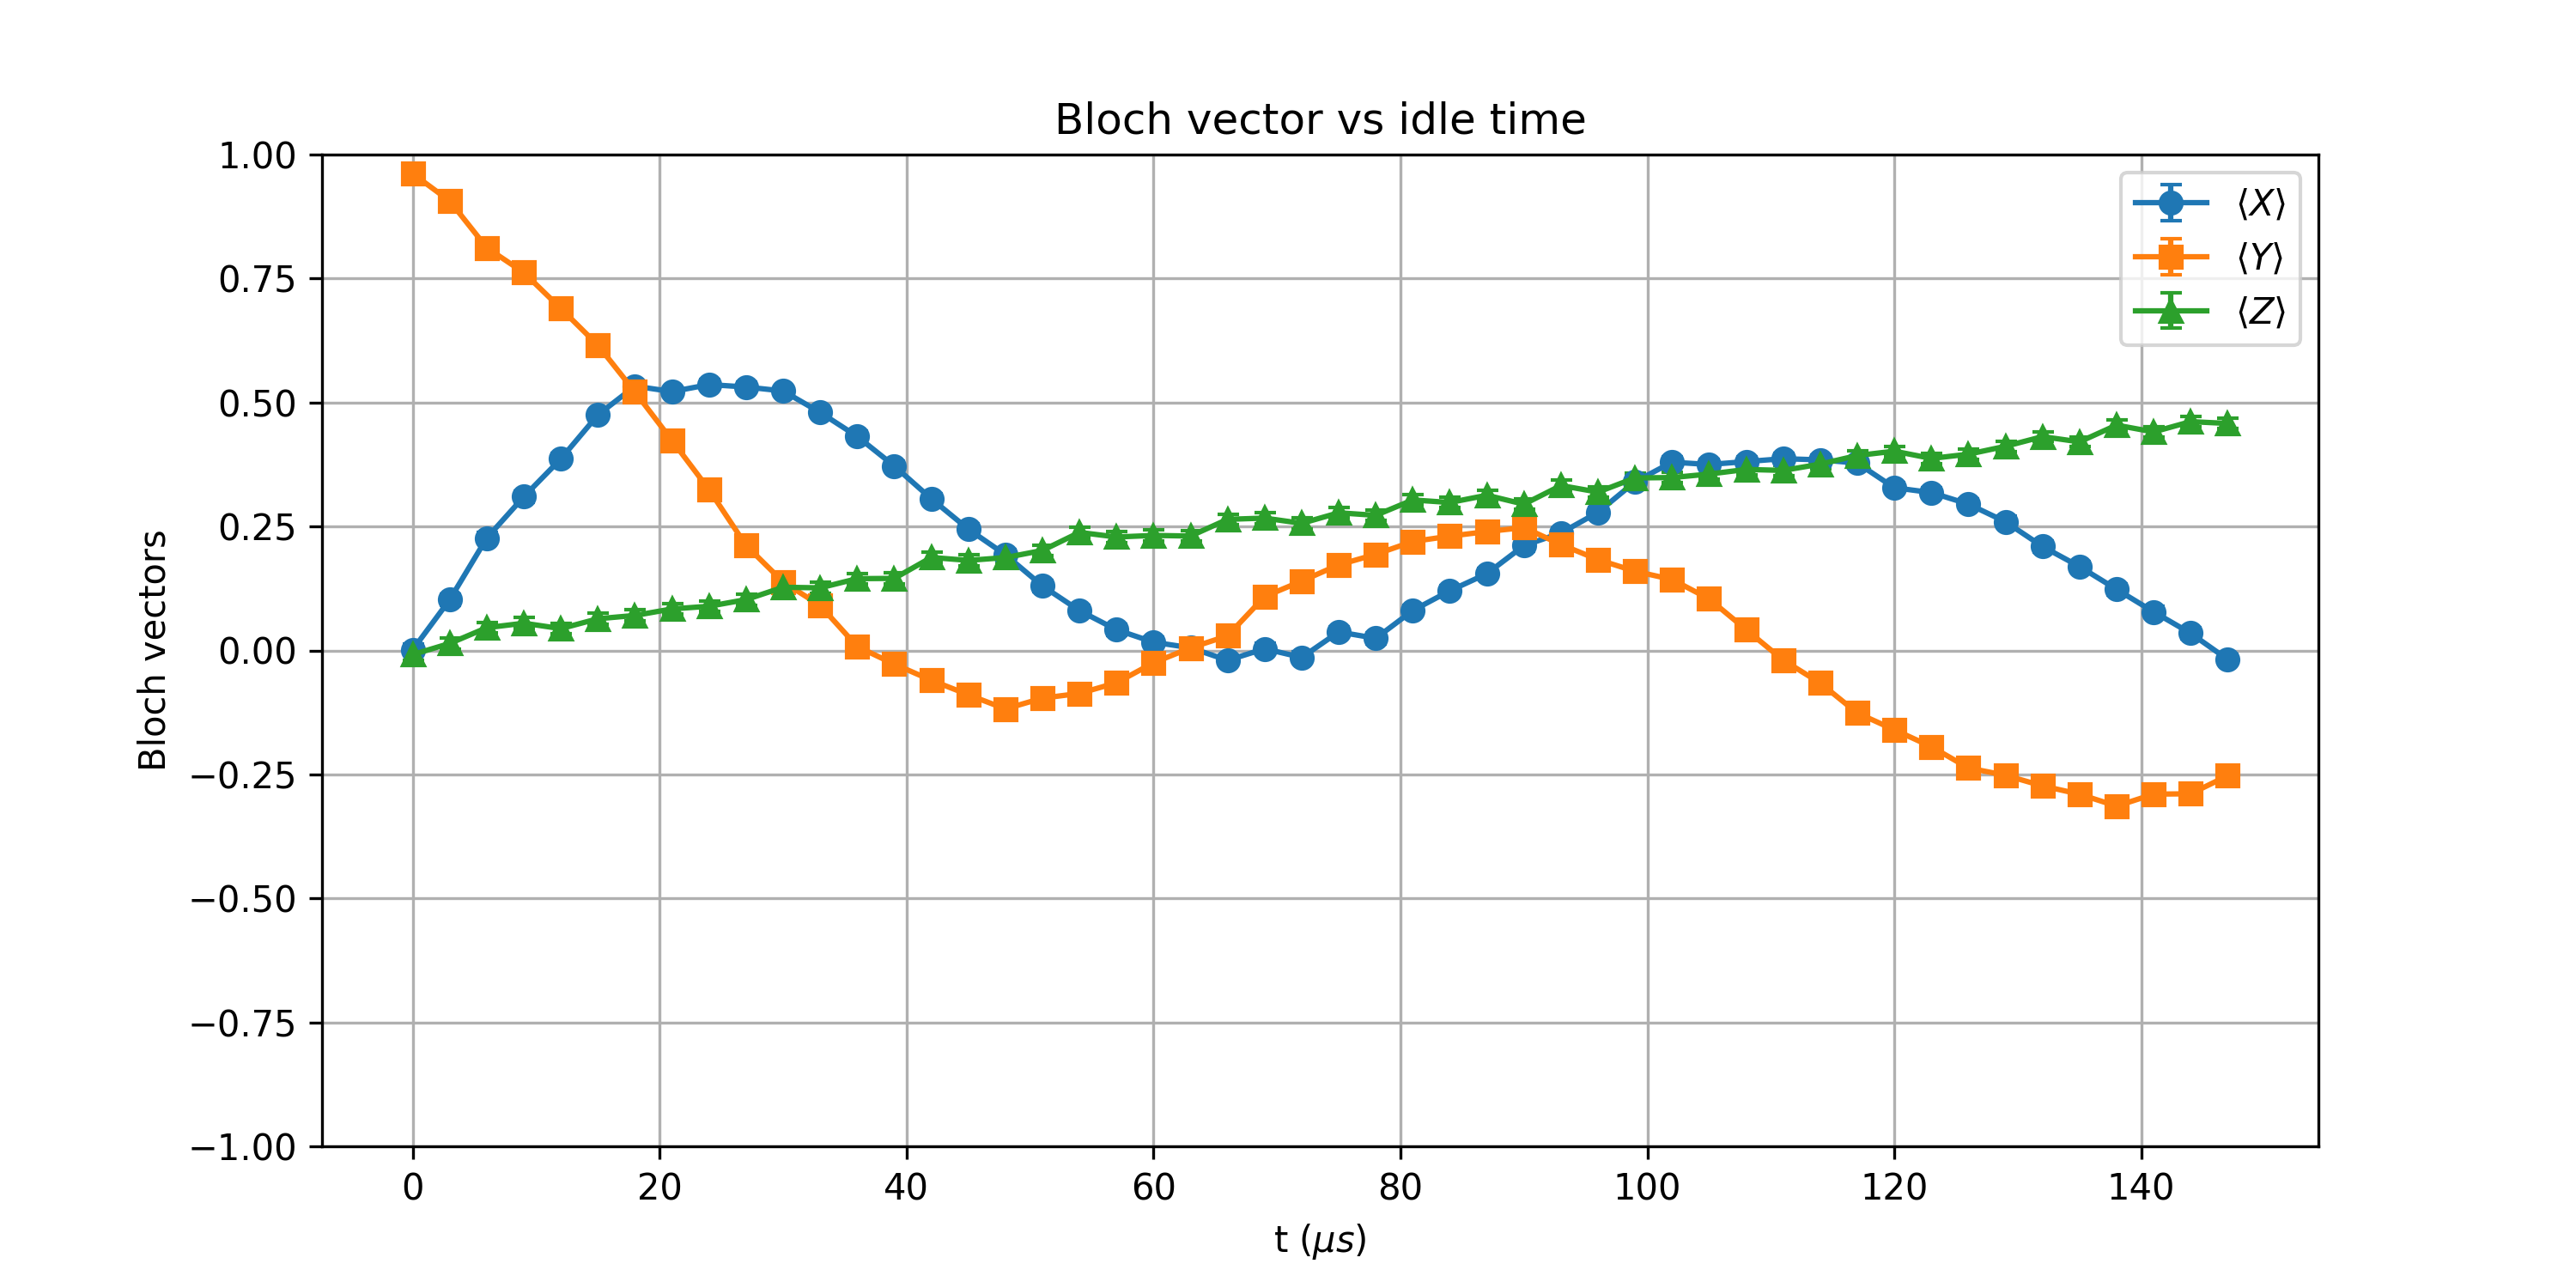 Bloch vector vs idle time
⟨X⟩
⟨Y⟩
⟨Z⟩
Bloch vectors
1.00
0.75
0.50
0.25
0.00
−0.25
−0.50
−0.75
−1.00
0 20 40 60 80 100 120 140
t (μs)